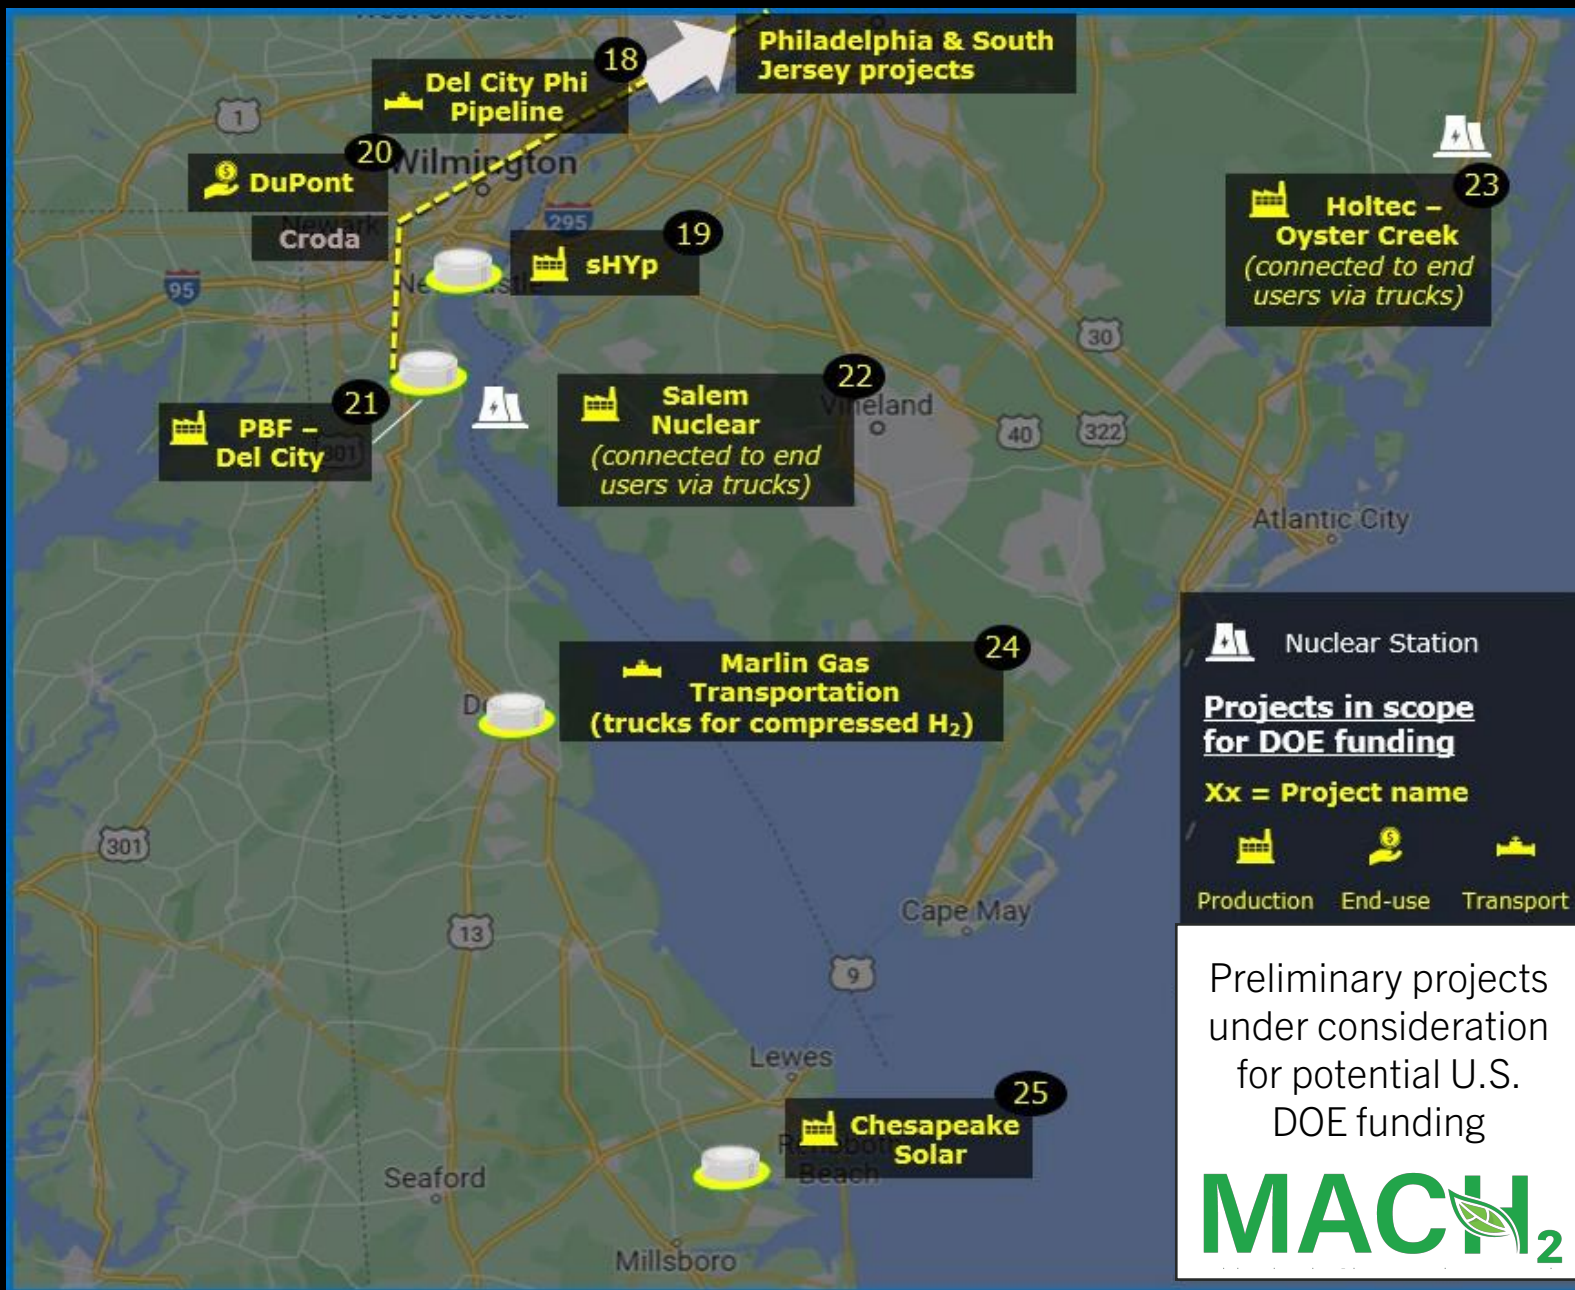 Philadelphia & South
Jersey projects
18
Del City Phi
Pipeline
1
20
DuPont
Wilmington
Newark
Croda
295
19
sHYp
95
23
Holtec –
Oyster Creek
(connected to end
users via trucks)
30
22
Salem
Nuclear
(connected to end
users via trucks)
Vineland
40
322
21
PBF –
Del City
301
Atlantic City
24
Marlin Gas
Transportation
(trucks for compressed H₂)
Nuclear Station
Projects in scope
for DOE funding
Xx = Project name
Production End-use Transport
301
13
Cape May
9
Lewes
25
Chesapeake
Solar
Beach
Seaford
Millsboro
Preliminary projects
under consideration
for potential U.S.
DOE funding
MACH₂